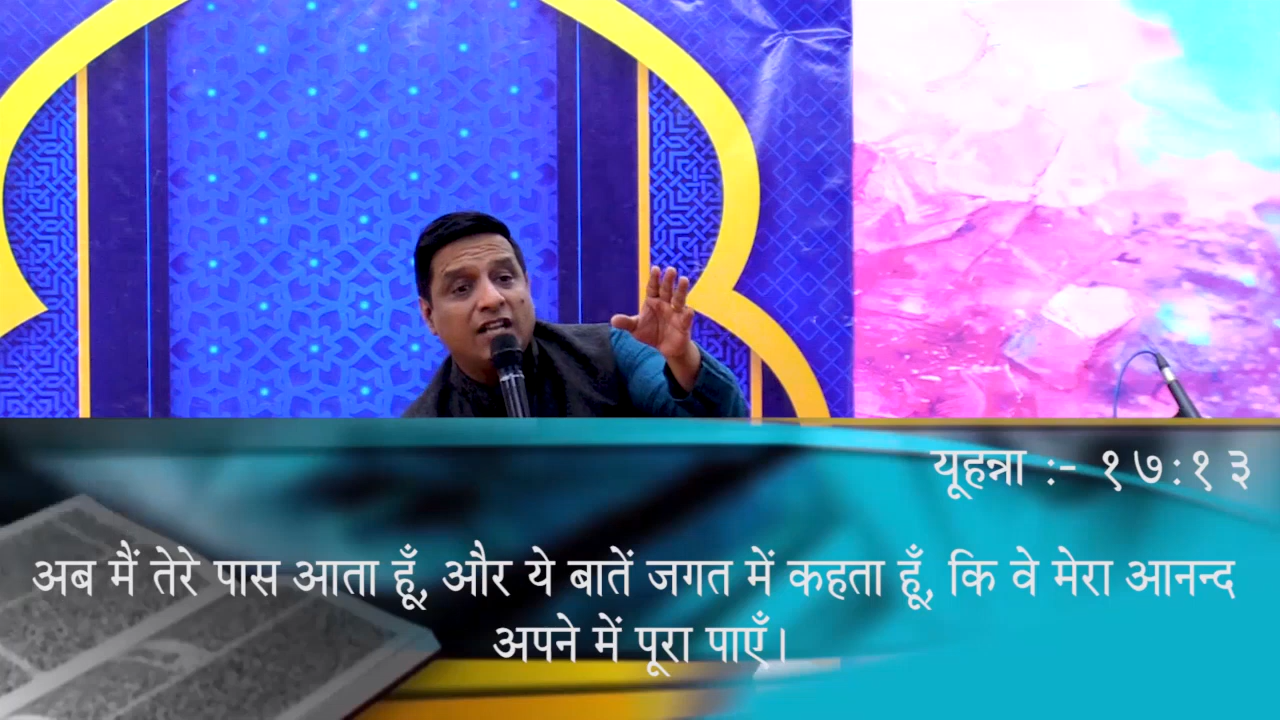 यूहन्ना :- १७:१३
अब मैं तेरे पास आता हूँ, और ये बातें जगत में कहता हूँ, कि वे मेरा आनन्द
अपने में पूरा पाएँ।